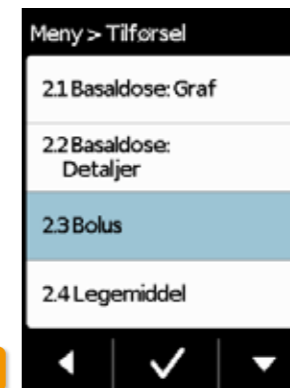 Meny > Tilførsel
2.1 Basaldose: Graf
2.2 Basaldose:
Detaljer
2.3 Bolus
2.4 Legemiddel